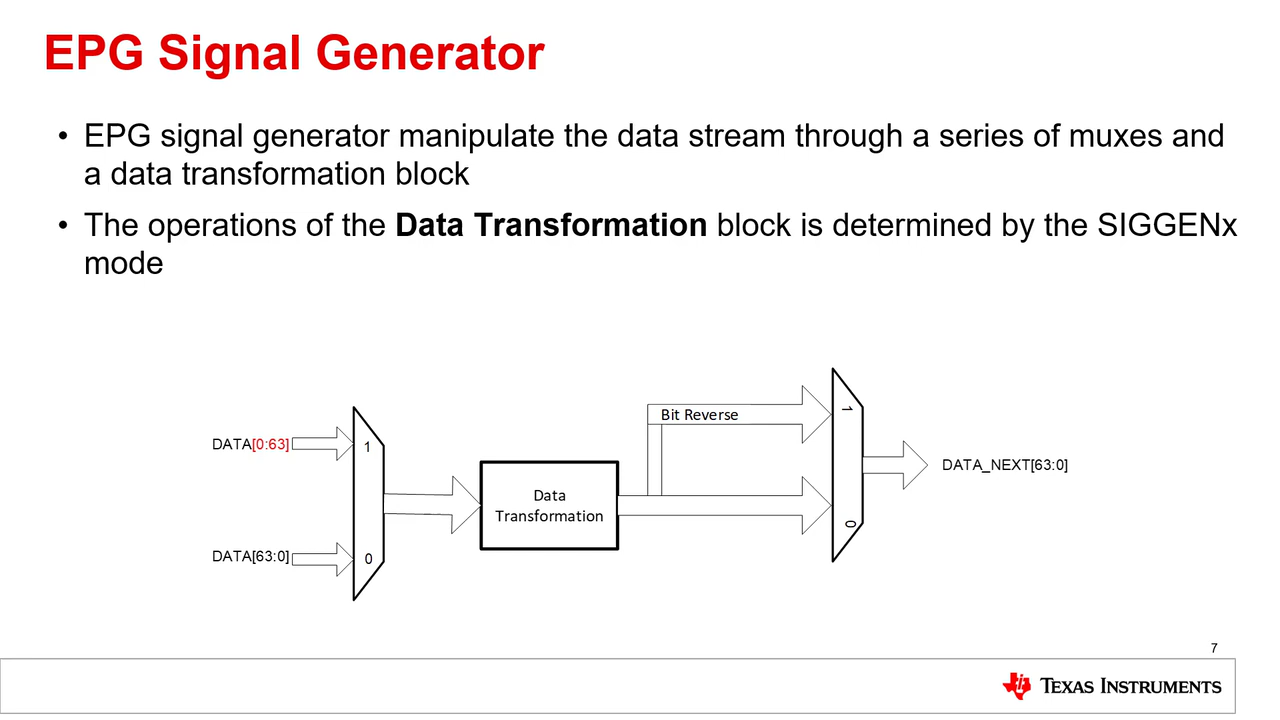 EPG Signal Generator
• EPG signal generator manipulate the data stream through a series of muxes and
a data transformation block
• The operations of the Data Transformation block is determined by the SIGGENx
mode
DATA[0:63]
1
DATA[63:0]
0
Data
Transformation
Bit Reverse
1
0
DATA_NEXT[63:0]
7
TEXAS INSTRUMENTS